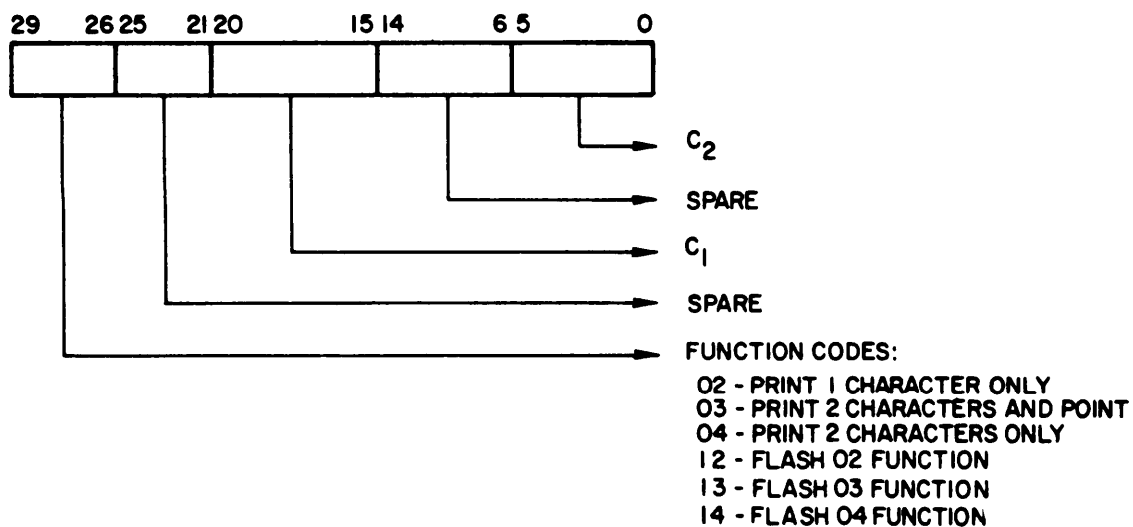 29 26 25 21 20 15 14 6 5 0
C2
SPARE
C1
SPARE
FUNCTION CODES:
02 - PRINT 1 CHARACTER ONLY
03 - PRINT 2 CHARACTERS AND POINT
04 - PRINT 2 CHARACTERS ONLY
12 - FLASH 02 FUNCTION
13 - FLASH 03 FUNCTION
14 - FLASH 04 FUNCTION